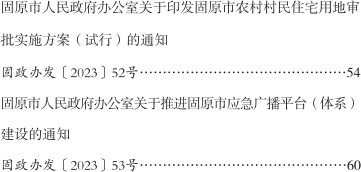 固原市人民政府办公室关于印发固原市农村村民住宅用地审
批实施方案（试行）的通知
固政办发〔2023〕52号…………………………………………54
固原市人民政府办公室关于推进固原市应急广播平台（体系）
建设的通知
固政办发〔2023〕53号…………………………………………60